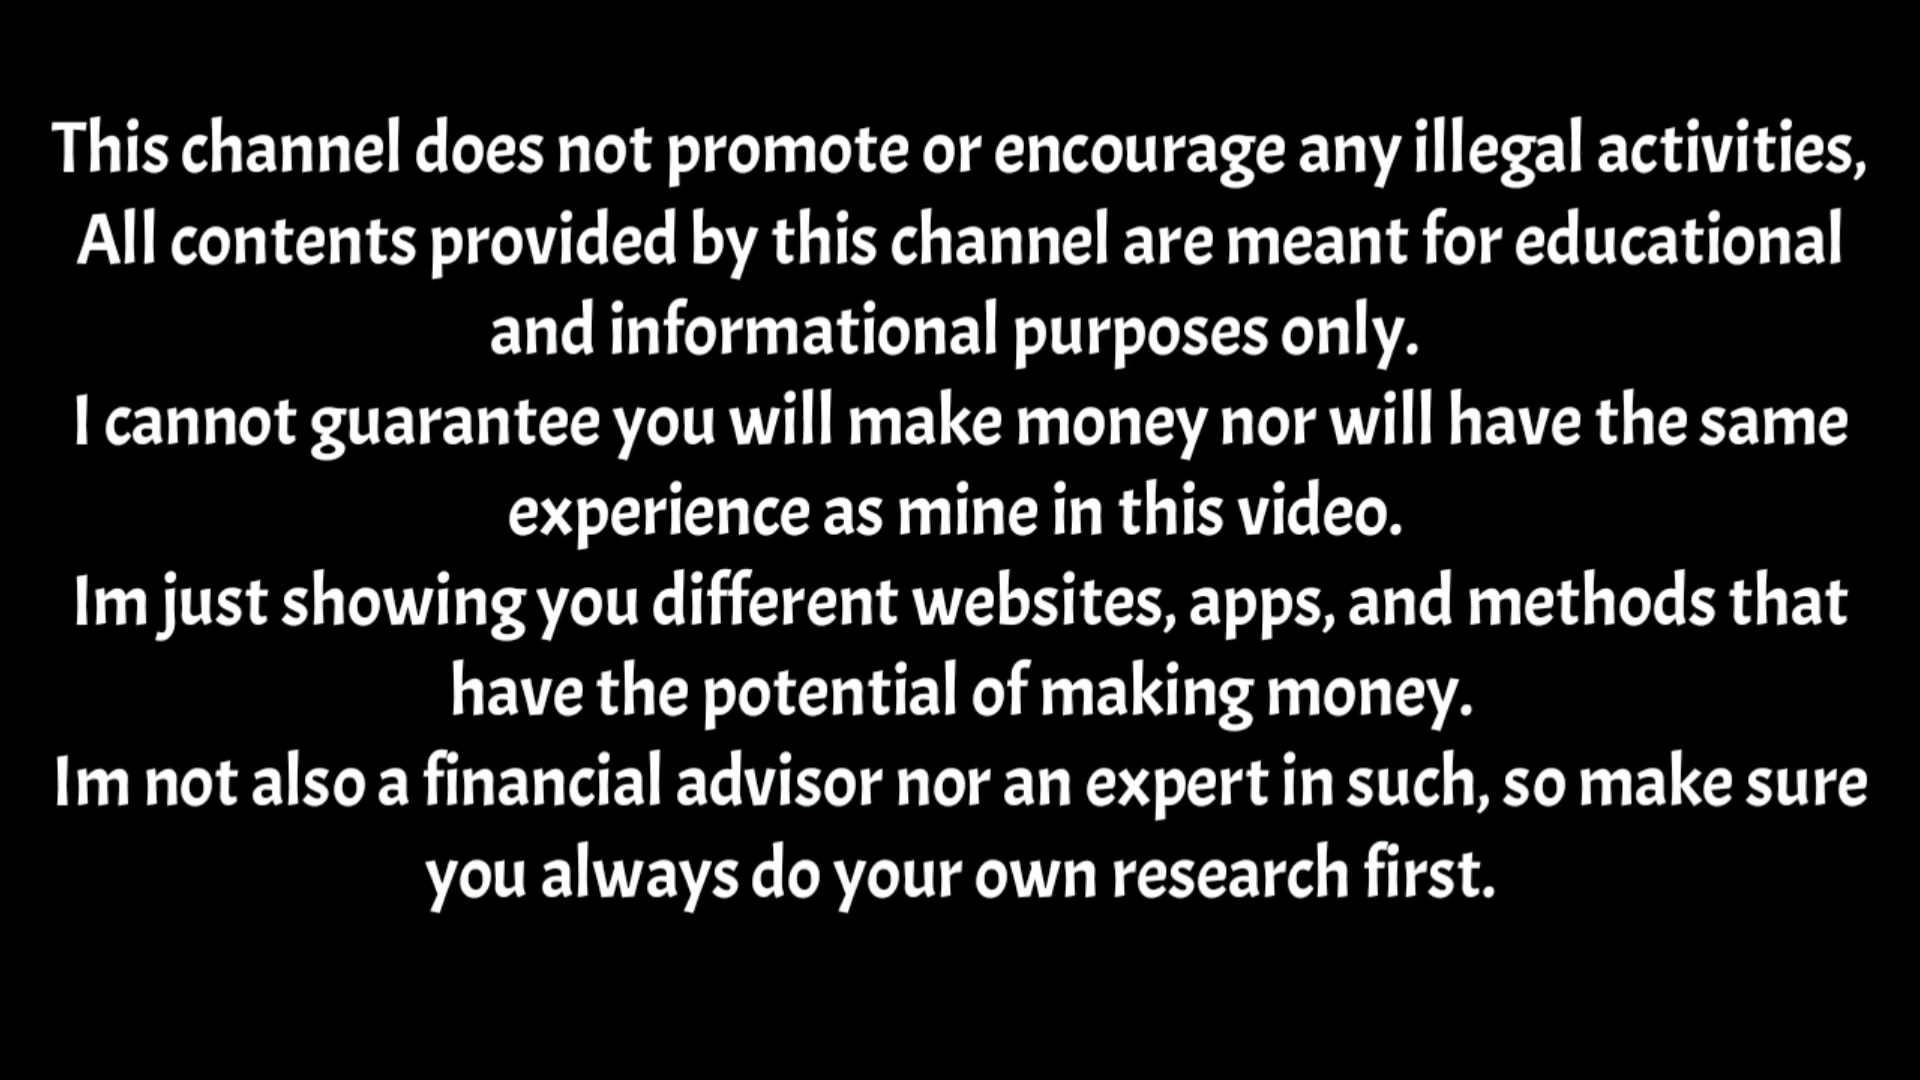 This channel does not promote or encourage any illegal activities,
All contents provided by this channel are meant for educational
and informational purposes only.
I cannot guarantee you will make money nor will have the same
experience as mine in this video.
Im just showing you different websites, apps, and methods that
have the potential of making money.
Im not also a financial advisor nor an expert in such, so make sure
you always do your own research first.